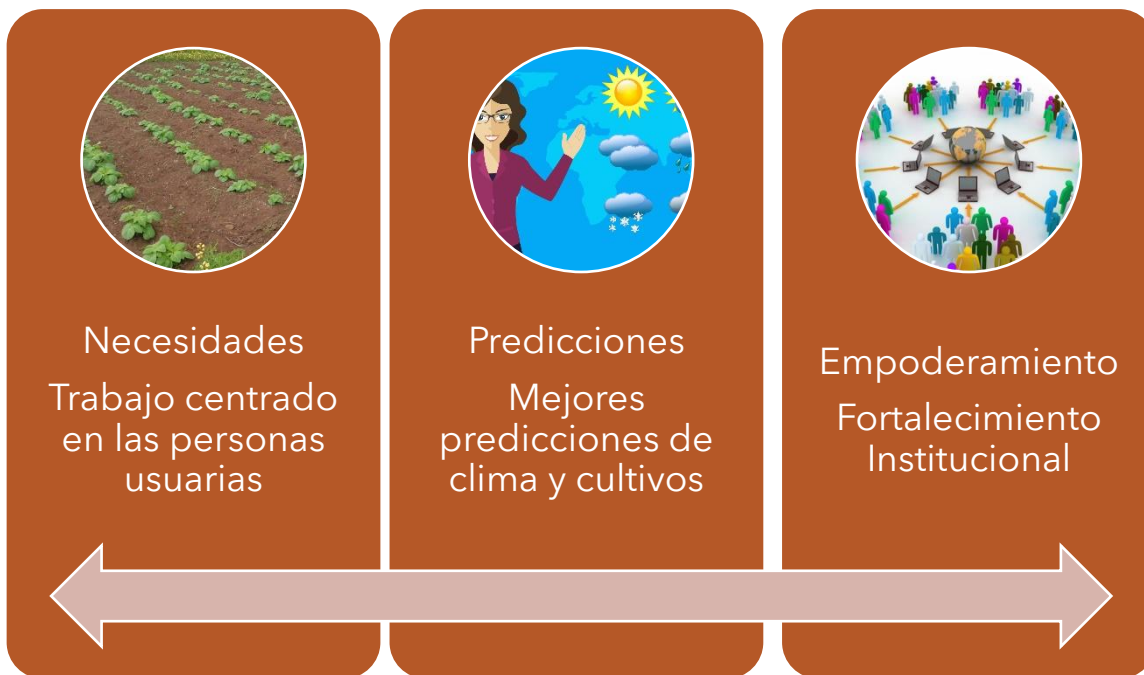 Necesidades
Trabajo centrado
en las personas
usuarias
Predicciones
Mejores
predicciones de
clima y cultivos
Empoderamiento
Fortalecimiento
Institucional